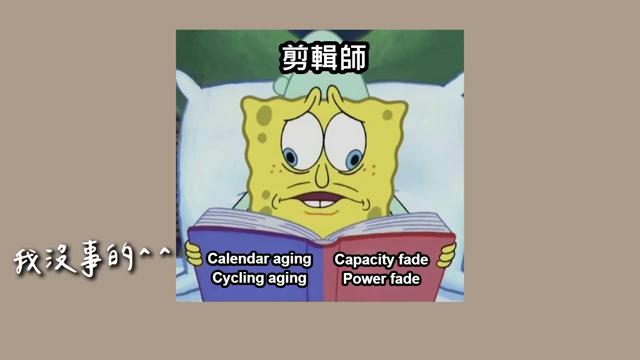 剪輯師
Calendar aging
Cycling aging
Capacity fade
Power fade
我沒事的^^